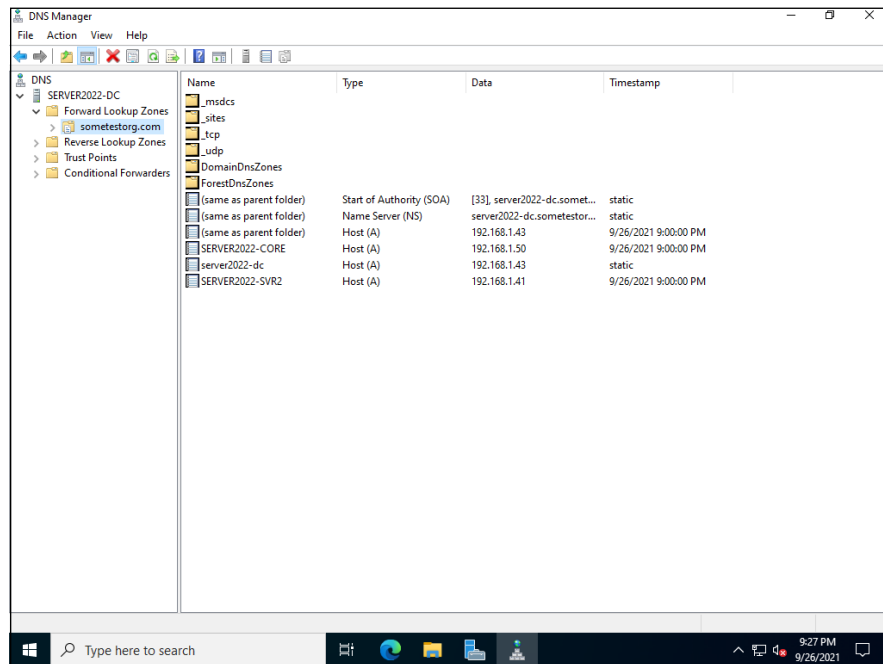 DNS Manager
File Action View Help
DNS
SERVER2022-DC
Forward Lookup Zones
sometestorg.com
Reverse Lookup Zones
Trust Points
Conditional Forwarders
Name Type Data Timestamp
_msdcs
_sites
_tcp
_udp
DomainDnsZones
ForestDnsZones
(same as parent folder) Start of Authority (SOA) [33], server2022-dc.somet... static
(same as parent folder) Name Server (NS) server2022-dc.sometestor... static
(same as parent folder) Host (A) 192.168.1.43 9/26/2021 9:00:00 PM
SERVER2022-CORE Host (A) 192.168.1.50 9/26/2021 9:00:00 PM
server2022-dc Host (A) 192.168.1.43 static
SERVER2022-SVR2 Host (A) 192.168.1.41 9/26/2021 9:00:00 PM
Type here to search
9:27 PM
9/26/2021